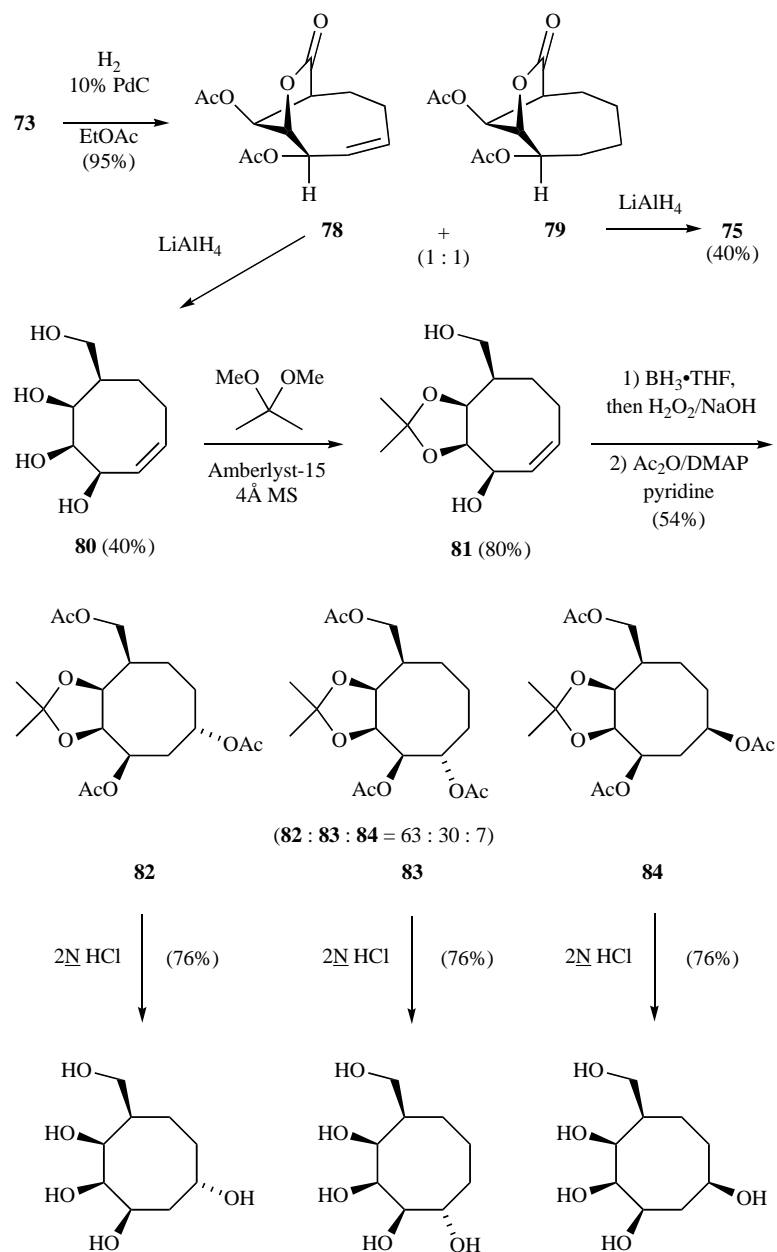 H2
10% PdC
73
EtOAc
(95%)
O
O
AcO
AcO
H
78
+
(1 : 1)
O
O
AcO
AcO
H
79
LiAlH4
75
(40%)
LiAlH4
HO
HO
HO
HO
80 (40%)
MeO OMe
Amberlyst-15
4Å MS
HO
O
O
HO
81 (80%)
1) BH3•THF,
then H2O2/NaOH
2) Ac2O/DMAP
pyridine
(54%)
AcO
O
O
AcO
OAc
AcO
O
O
AcO
OAc
AcO
O
O
AcO
OAc
(82 : 83 : 84 = 63 : 30 : 7)
82
83
84
2N HCl
(76%)
2N HCl
(76%)
2N HCl
(76%)
HO
HO
HO
HO
OH
HO
HO
HO
HO
OH
HO
HO
HO
HO
OH